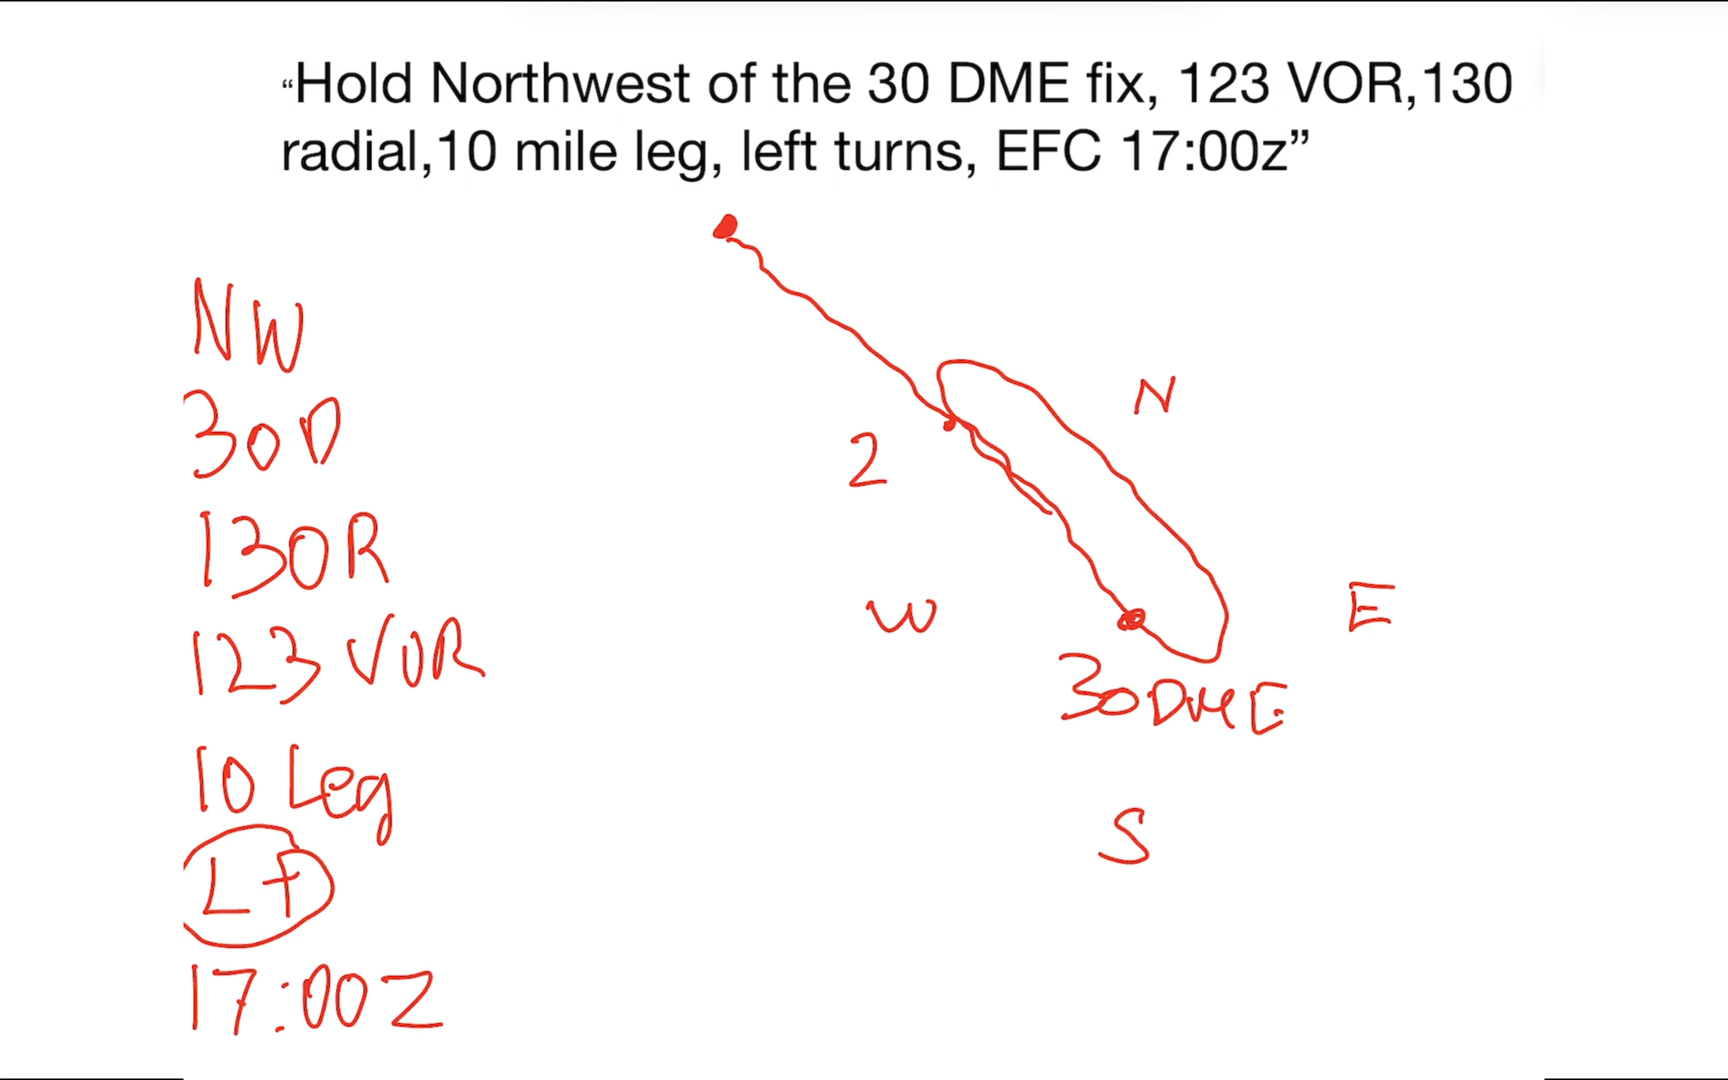 “Hold Northwest of the 30 DME fix, 123 VOR,130
radial,10 mile leg, left turns, EFC 17:00z”
NW
30D
130R
123 VOR
10 Leg
LT
17:00Z
N
2
W
E
30DME
S